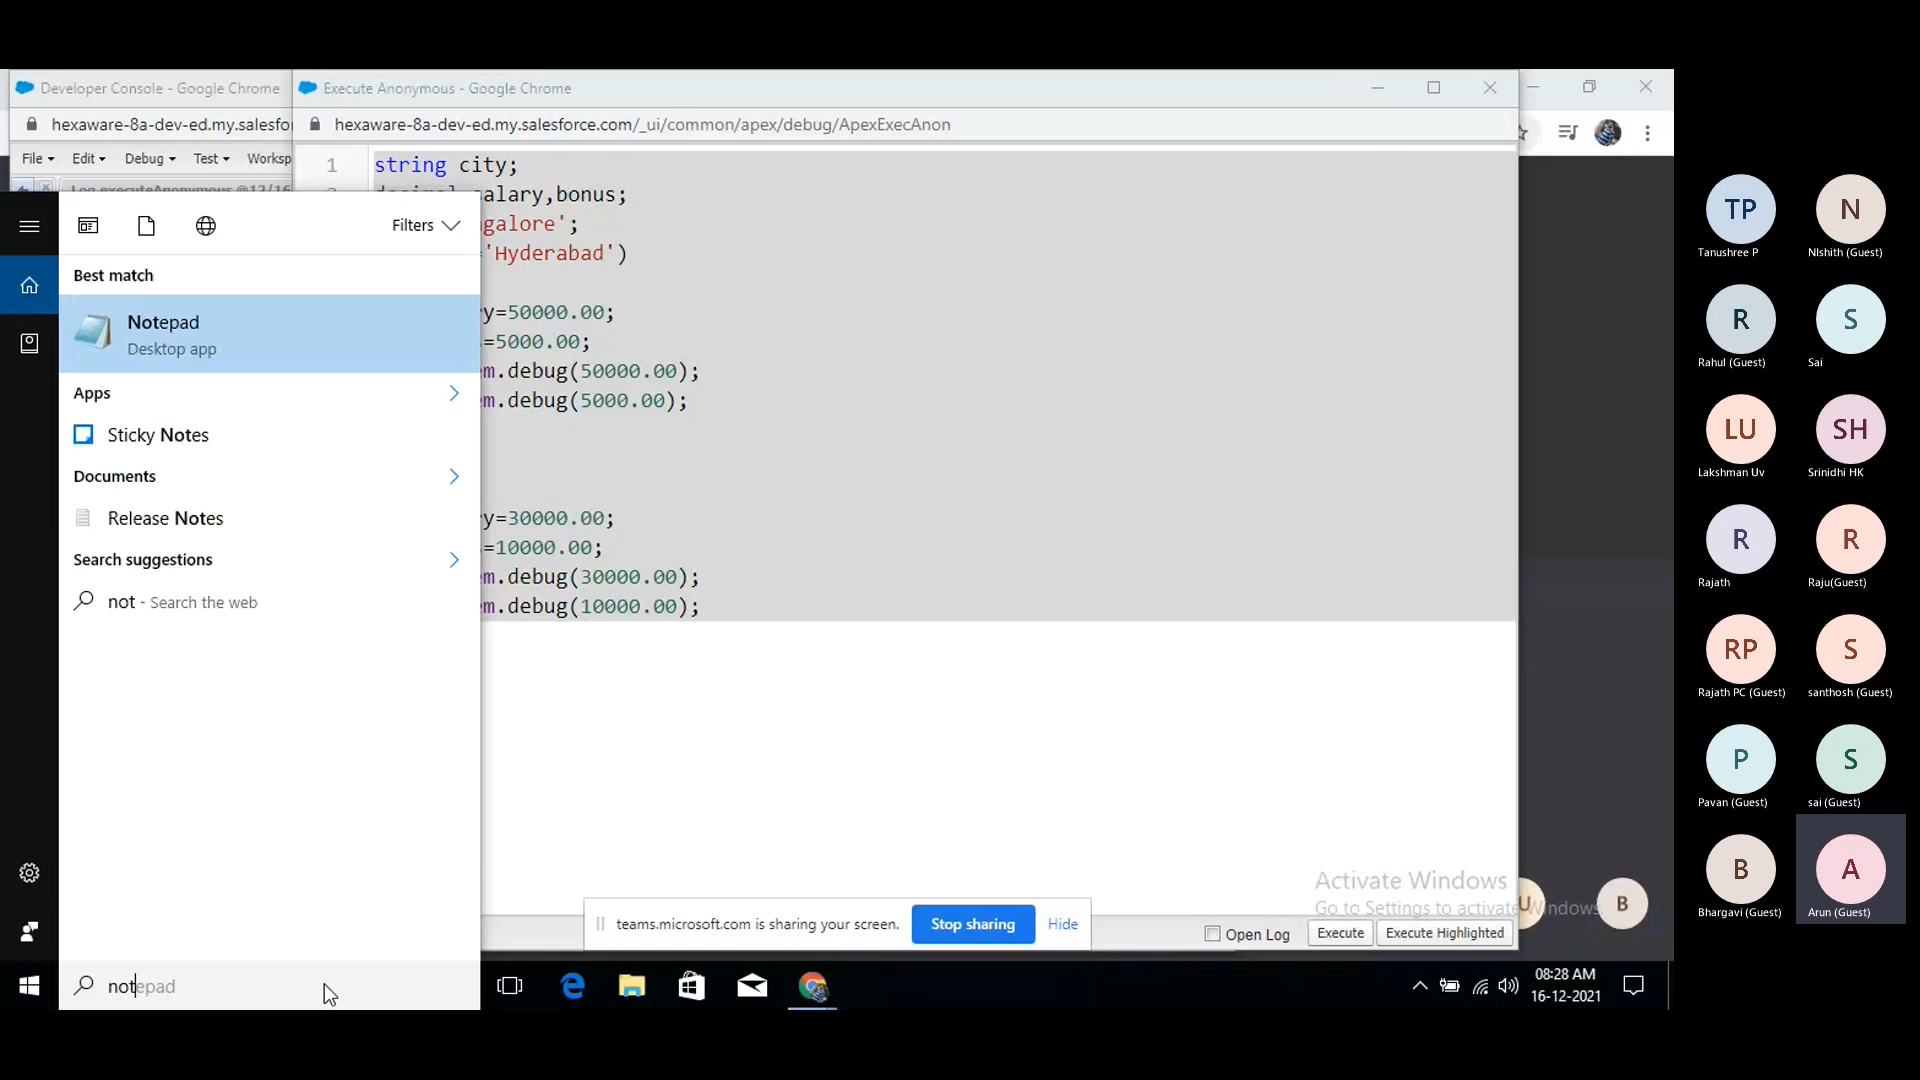 Developer Console - Google Chrome
Execute Anonymous - Google Chrome
hexaware-8a-dev-ed.my.salesfo
hexaware-8a-dev-ed.my.salesforce.com/_ui/common/apex/debug/ApexExecAnon
File Edit Debug Test Worksp
Log executeAnonymous @12/16
1 string city;
decimal salary,bonus;
galore';
='Hyderabad')
y=50000.00;
=5000.00;
m.debug(50000.00);
m.debug(5000.00);
y=30000.00;
=10000.00;
m.debug(30000.00);
m.debug(10000.00);
Filters
Best match
Notepad
Desktop app
Apps
Sticky Notes
Documents
Release Notes
Search suggestions
not - Search the web
notepad
teams.microsoft.com is sharing your screen.
Stop sharing
Hide
Open Log
Execute
Execute Highlighted
Activate Windows
Go to Settings to activate Windows.
U
B
08:28 AM
16-12-2021
TP
Tanushree P
N
NIshith (Guest)
R
Rahul (Guest)
S
Sai
LU
Lakshman Uv
SH
Srinidhi HK
R
Rajath
R
Raju(Guest)
RP
Rajath PC (Guest)
S
santhosh (Guest)
P
Pavan (Guest)
S
sai (Guest)
B
Bhargavi (Guest)
A
Arun (Guest)